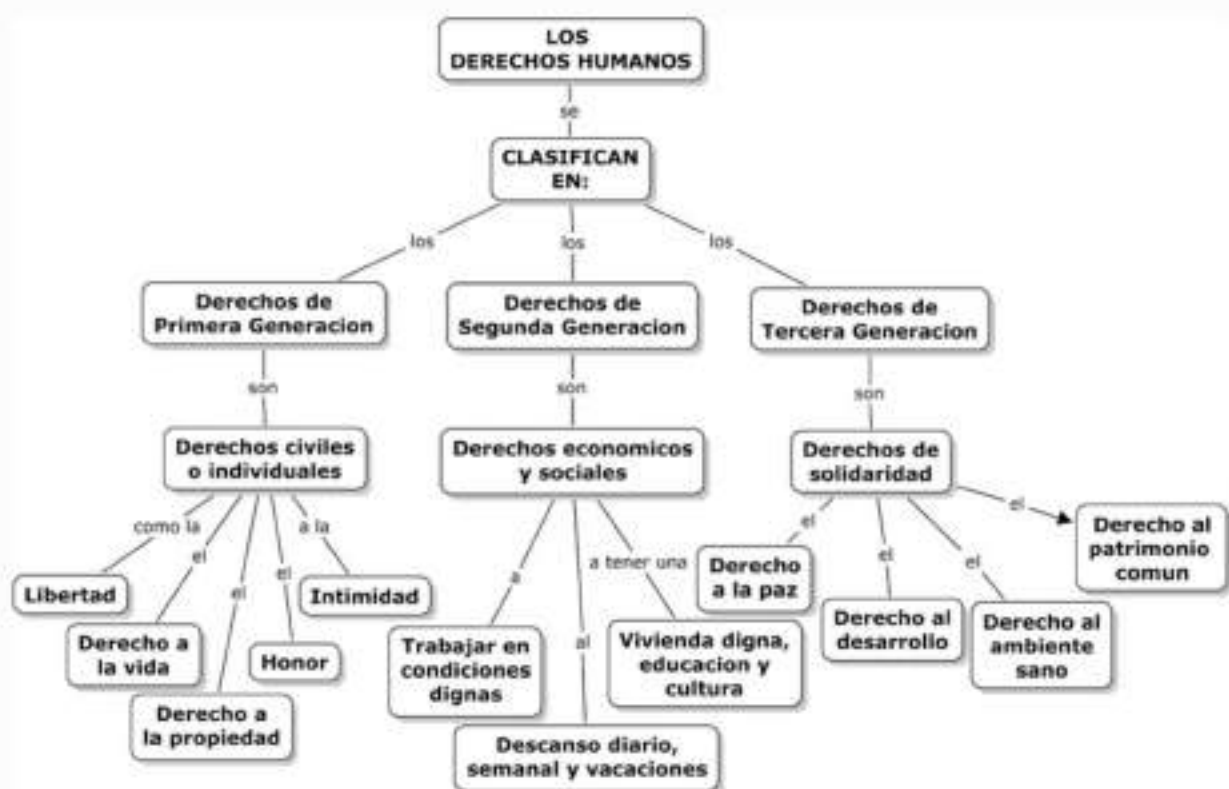 LOS
DERECHOS HUMANOS
se
CLASIFICAN
EN:
los
los
los
Derechos de
Primera Generacion
Derechos de
Segunda Generacion
Derechos de
Tercera Generacion
son
son
son
Derechos civiles
o individuales
Derechos economicos
y sociales
Derechos de
solidaridad
como la
el
el
el
a la
a
al
a tener una
el
el
el
el
Libertad
Derecho a
la vida
Derecho a
la propiedad
Honor
Intimidad
Trabajar en
condiciones
dignas
Descanso diario,
semanal y vacaciones
Vivienda digna,
educacion y
cultura
Derecho
a la paz
Derecho al
desarrollo
Derecho al
ambiente
sano
Derecho al
patrimonio
comun